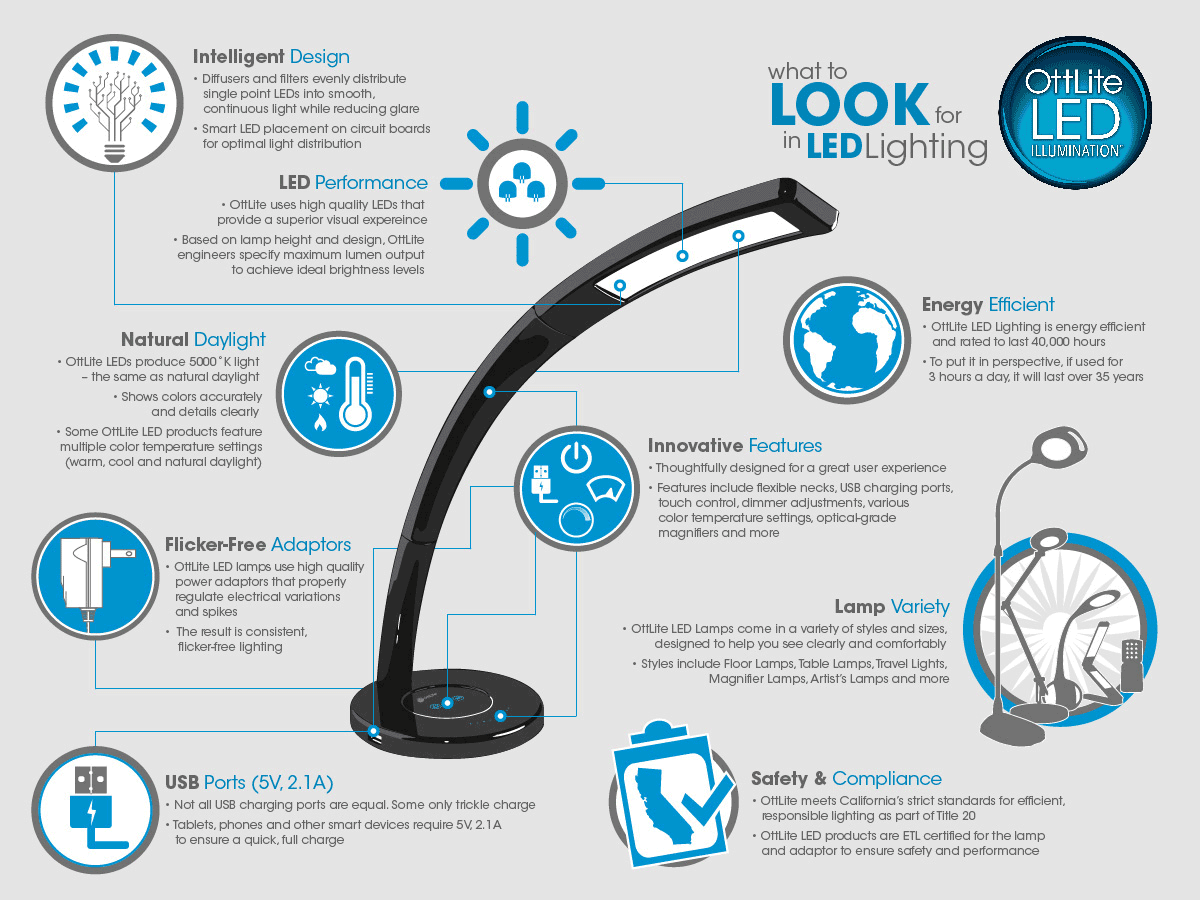 Intelligent Design
• Diffusers and filters evenly distribute
single point LEDs into smooth,
continuous light while reducing glare
• Smart LED placement on circuit boards
for optimal light distribution
what to
LOOK for
in LED Lighting
OttLite
LED
ILLUMINATION
LED Performance
• OttLite uses high quality LEDs that
provide a superior visual expereince
• Based on lamp height and design, OttLite
engineers specify maximum lumen output
to achieve ideal brightness levels
Natural Daylight
• OttLite LEDs produce 5000˚K light
– the same as natural daylight
• Shows colors accurately
and details clearly
• Some OttLite LED products feature
multiple color temperature settings
(warm, cool and natural daylight)
Energy Efficient
• OttLite LED Lighting is energy efficient
and rated to last 40,000 hours
• To put it in perspective, if used for
3 hours a day, it will last over 35 years
Innovative Features
• Thoughtfully designed for a great user experience
• Features include flexible necks, USB charging ports,
touch control, dimmer adjustments, various
color temperature settings, optical-grade
magnifiers and more
Flicker-Free Adaptors
• OttLite LED lamps use high quality
power adaptors that properly
regulate electrical variations
and spikes
• The result is consistent,
flicker-free lighting
Lamp Variety
• OttLite LED Lamps come in a variety of styles and sizes,
designed to help you see clearly and comfortably
• Styles include Floor Lamps, Table Lamps, Travel Lights,
Magnifier Lamps, Artist's Lamps and more
USB Ports (5V, 2.1A)
• Not all USB charging ports are equal. Some only trickle charge
• Tablets, phones and other smart devices require 5V, 2.1A
to ensure a quick, full charge
Safety & Compliance
• OttLite meets California's strict standards for efficient,
responsible lighting as part of Title 20
• OttLite LED products are ETL certified for the lamp
and adaptor to ensure safety and performance